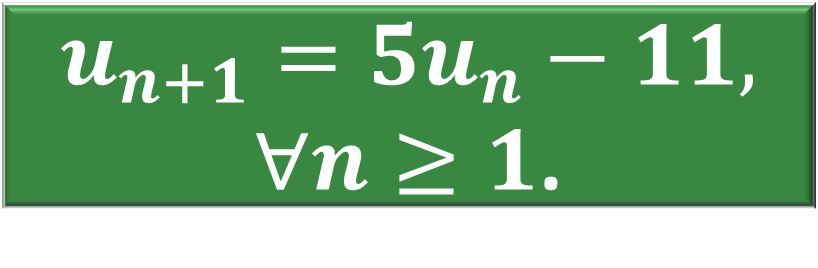 uₙ₊₁ = 5uₙ − 11,
∀n ≥ 1.